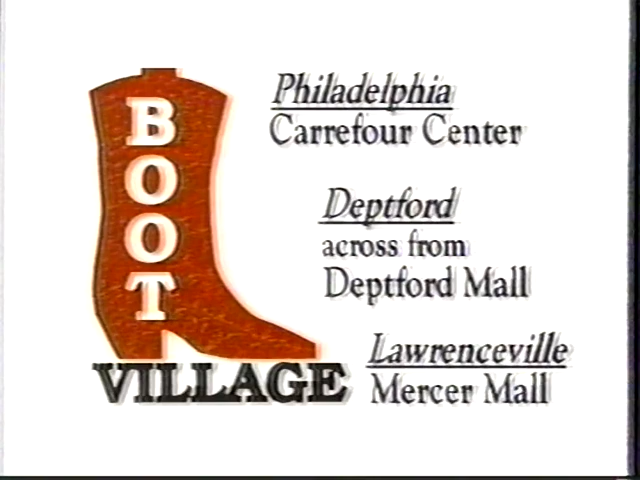 BOOT
VILLAGE
Philadelphia
Carrefour Center
Deptford
across from
Deptford Mall
Lawrenceville
Mercer Mall